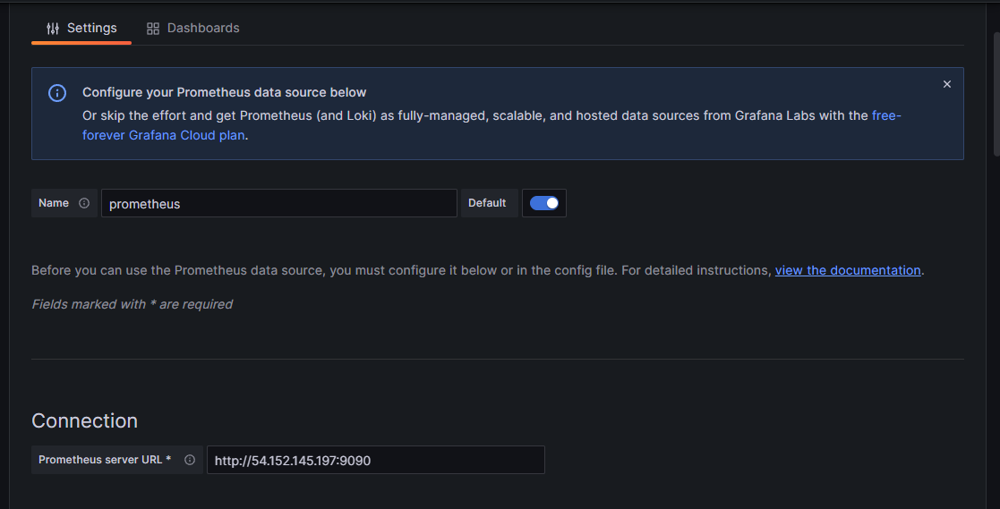 Settings
Dashboards
Configure your Prometheus data source below
Or skip the effort and get Prometheus (and Loki) as fully-managed, scalable, and hosted data sources from Grafana Labs with the free-
forever Grafana Cloud plan.
Name
prometheus
Default
Before you can use the Prometheus data source, you must configure it below or in the config file. For detailed instructions, view the documentation.
Fields marked with * are required
Connection
Prometheus server URL *
http://54.152.145.197:9090